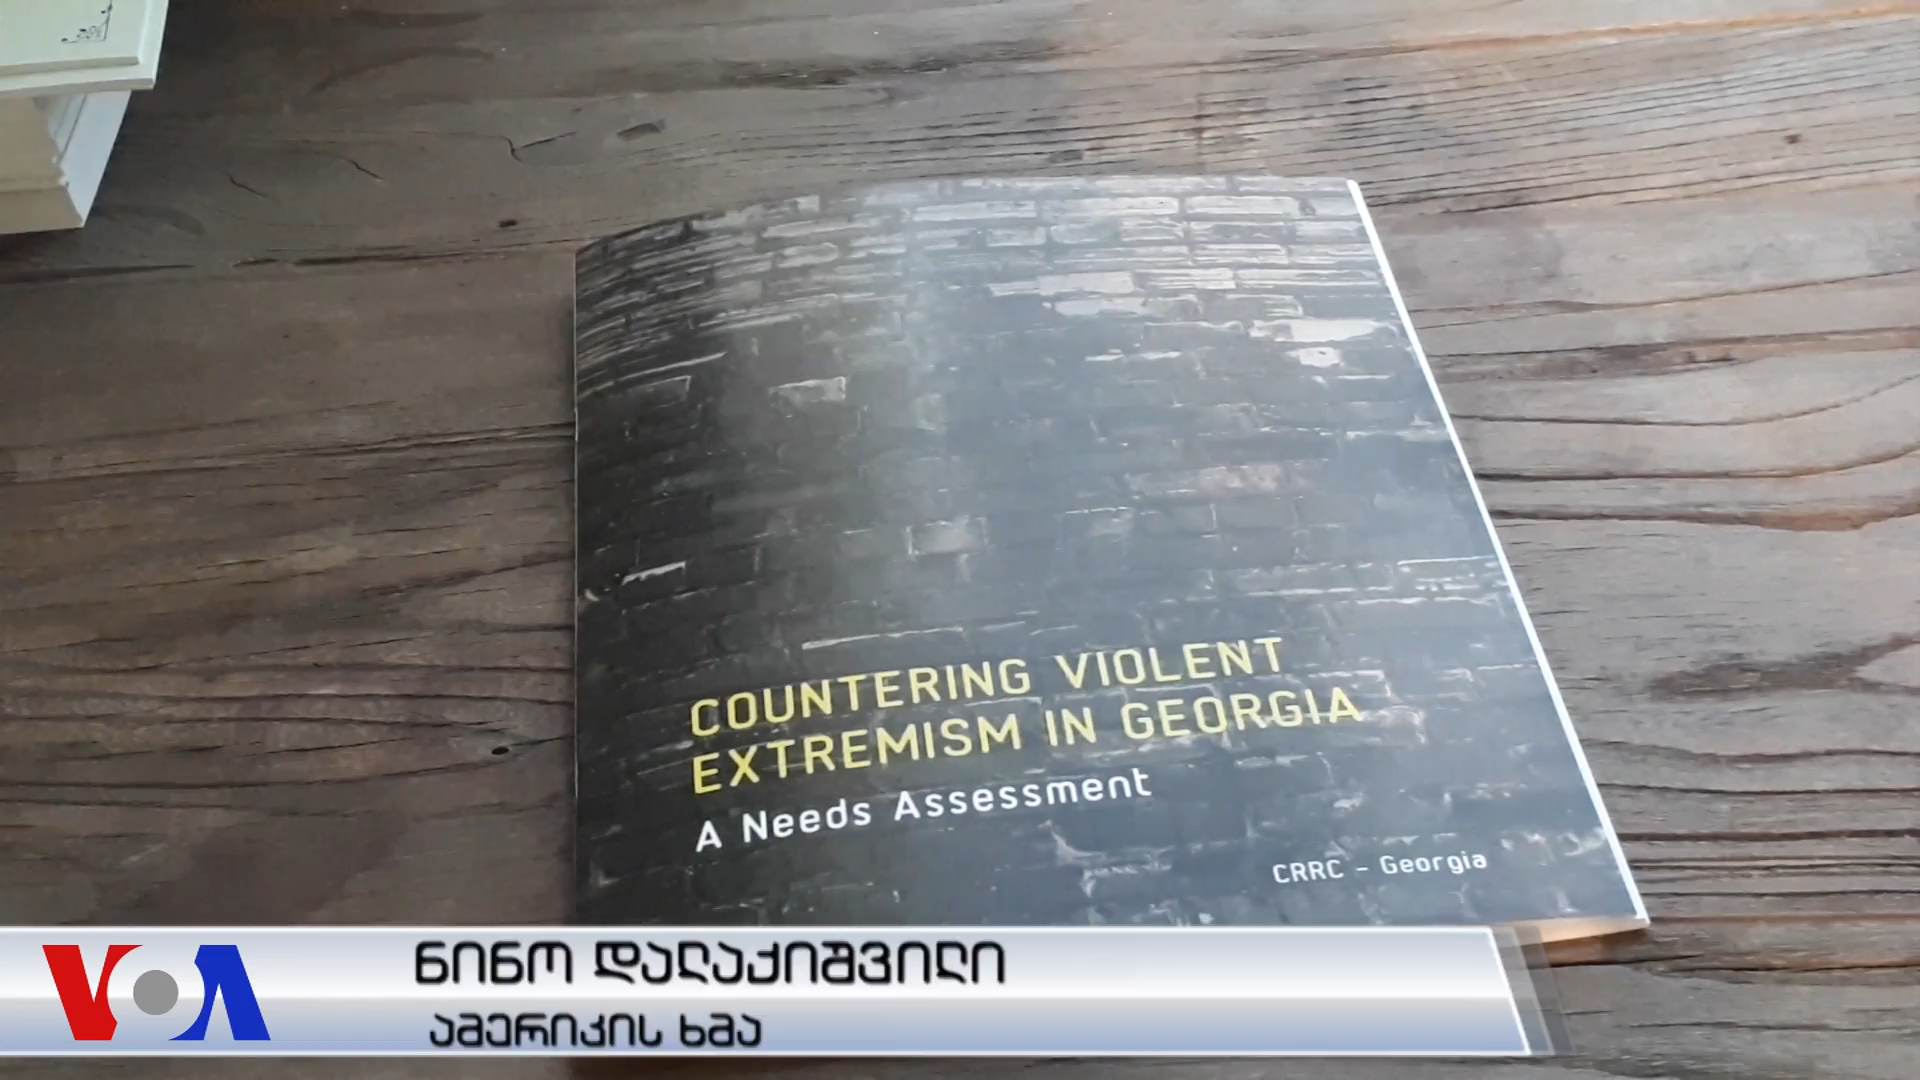 COUNTERING VIOLENT
EXTREMISM IN GEORGIA
A Needs Assessment
CRRC – Georgia
VOA
ნინო დალაქიშვილი
ამერიკის ხმა